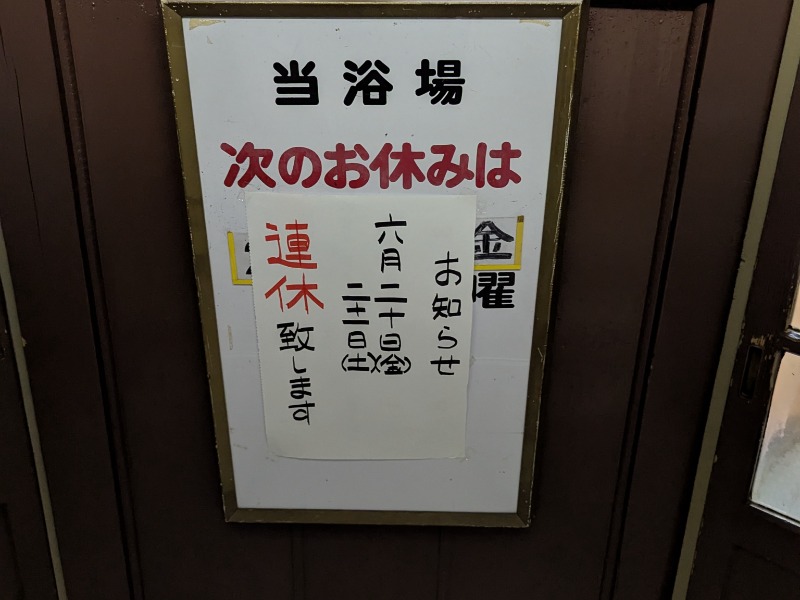 当浴場
次のお休みは
金
曜
お知らせ
六月二十日(金)
二十一日(土)
連休致します